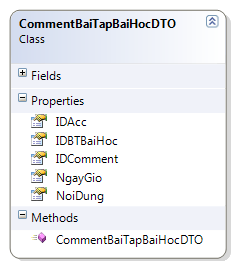 CommentBaiTapBaiHocDTO
Class
Fields
Properties
IDAcc
IDBTBaiHoc
IDComment
NgayGio
NoiDung
Methods
CommentBaiTapBaiHocDTO